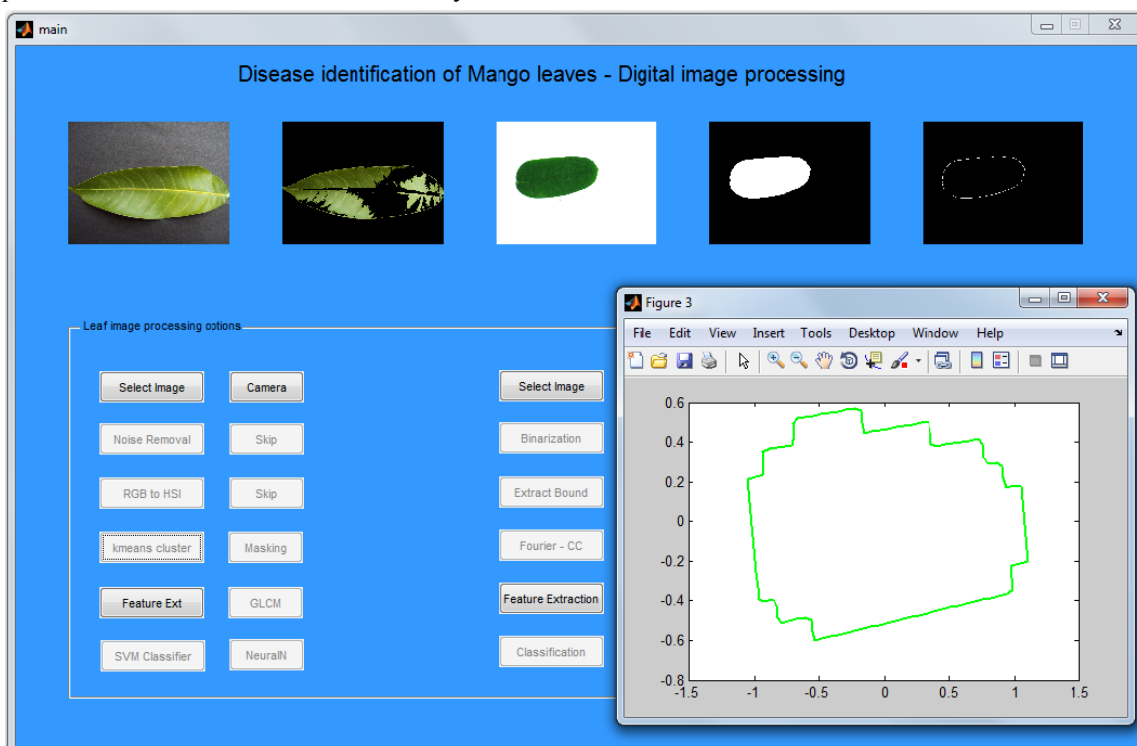 main
Disease identification of Mango leaves - Digital image processing
Leaf image processing options
Select Image Camera Select Image
Noise Removal Skip Binarization
RGB to HSI Skip Extract Bound
kmeans cluster Masking Fourier - CC
Feature Ext GLCM Feature Extraction
SVM Classifier NeuralN Classification
Figure 3
File Edit View Insert Tools Desktop Window Help
0.6
0.4
0.2
0
-0.2
-0.4
-0.6
-0.8
-1.5 -1 -0.5 0 0.5 1 1.5